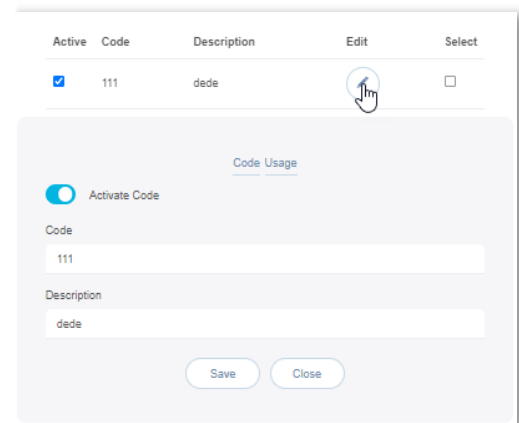 Active Code Description Edit Select
111 dede
Code Usage
Activate Code
Code
111
Description
dede
Save Close